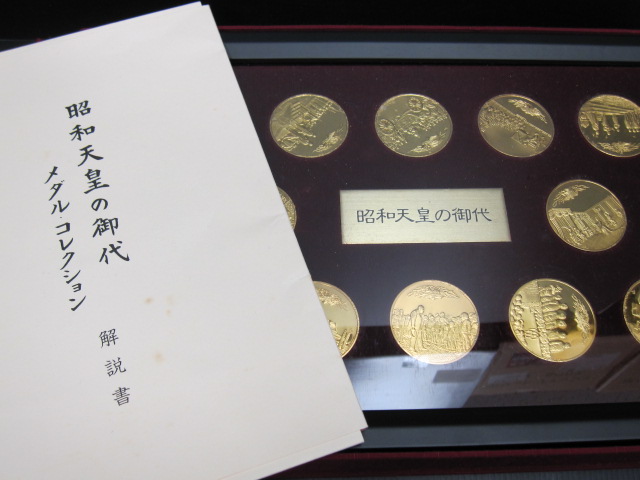 昭和天皇の御代
メダル・コレクション
解説書
昭和天皇の御代